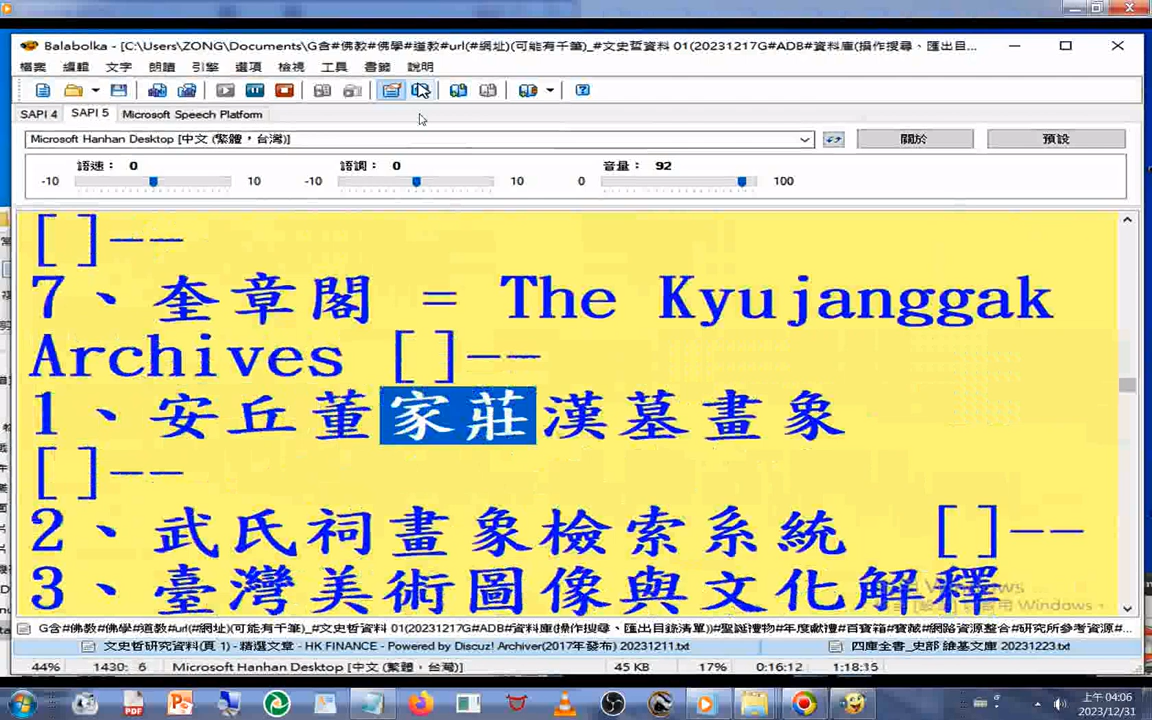 Balabolka - [C:\Users\ZONG\Documents\G含#佛教#佛學#道教#url(#網址)(可能有千筆)_#文史哲資料 01(20231217G#ADB#資料庫(操作搜尋、匯出目...
檔案 編輯 文字 朗讀 引擎 選項 檢視 工具 書籤 說明
SAPI 4 SAPI 5 Microsoft Speech Platform
Microsoft Hanhan Desktop [中文 (繁體，台灣)] 關於 預設
語速： 0 語調： 0 音量： 92
-10 10 -10 10 0 100
[]--
7、奎章閣 = The Kyujanggak
Archives []--
1、安丘董家莊漢墓畫象
[]--
2、武氏祠畫象檢索系統 []--
3、臺灣美術圖像與文化解釋
G含#佛教#佛學#道教#url(#網址)(可能有千筆)_#文史哲資料 01(20231217G#ADB#資料庫(操作搜尋、匯出目錄清單))#聖誕禮物#年度獻禮#百寶箱#寶藏#網路資源整合#研究所參考資源#...
文史哲研究資料(頁 1) - 精選文章 - HK FINANCE - Powered by Discuz! Archiver(2017年發布) 20231211.txt 四庫全書_史部 維基文庫 20231223.txt
44% 1430: 6 Microsoft Hanhan Desktop [中文 (繁體，台灣)] 45 KB 17% 0:16:12 1:18:15
上午 04:06
2023/12/31